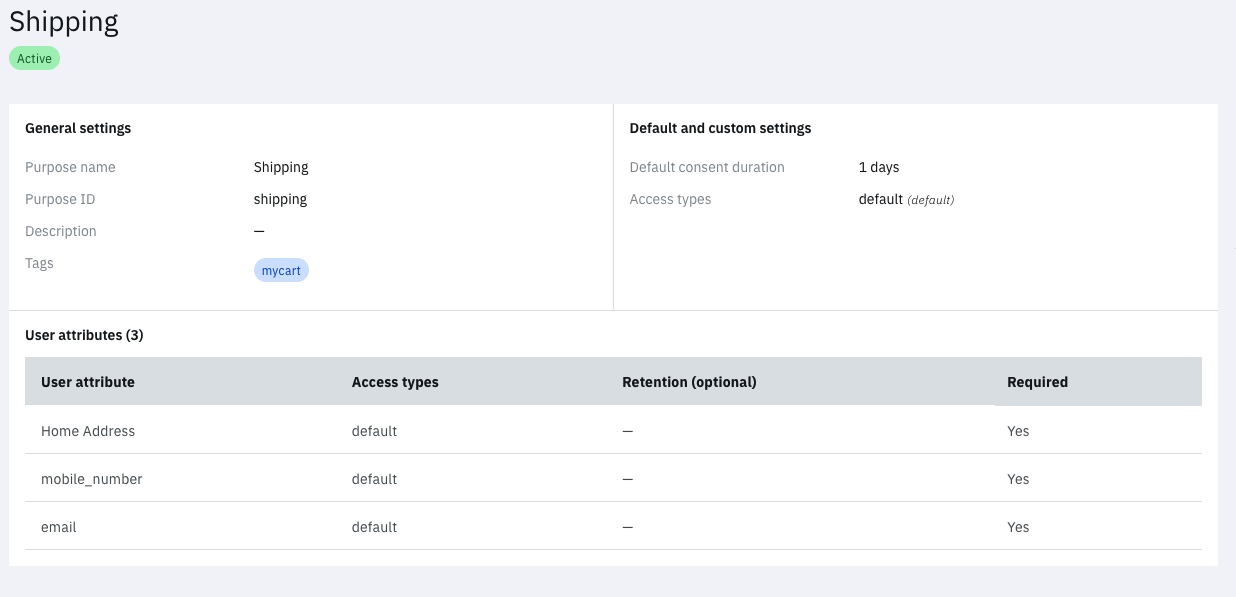 Shipping
Active
General settings
Purpose name Shipping
Purpose ID shipping
Description —
Tags mycart
Default and custom settings
Default consent duration 1 days
Access types default (default)
User attributes (3)
User attribute Access types Retention (optional) Required
Home Address default — Yes
mobile_number default — Yes
email default — Yes